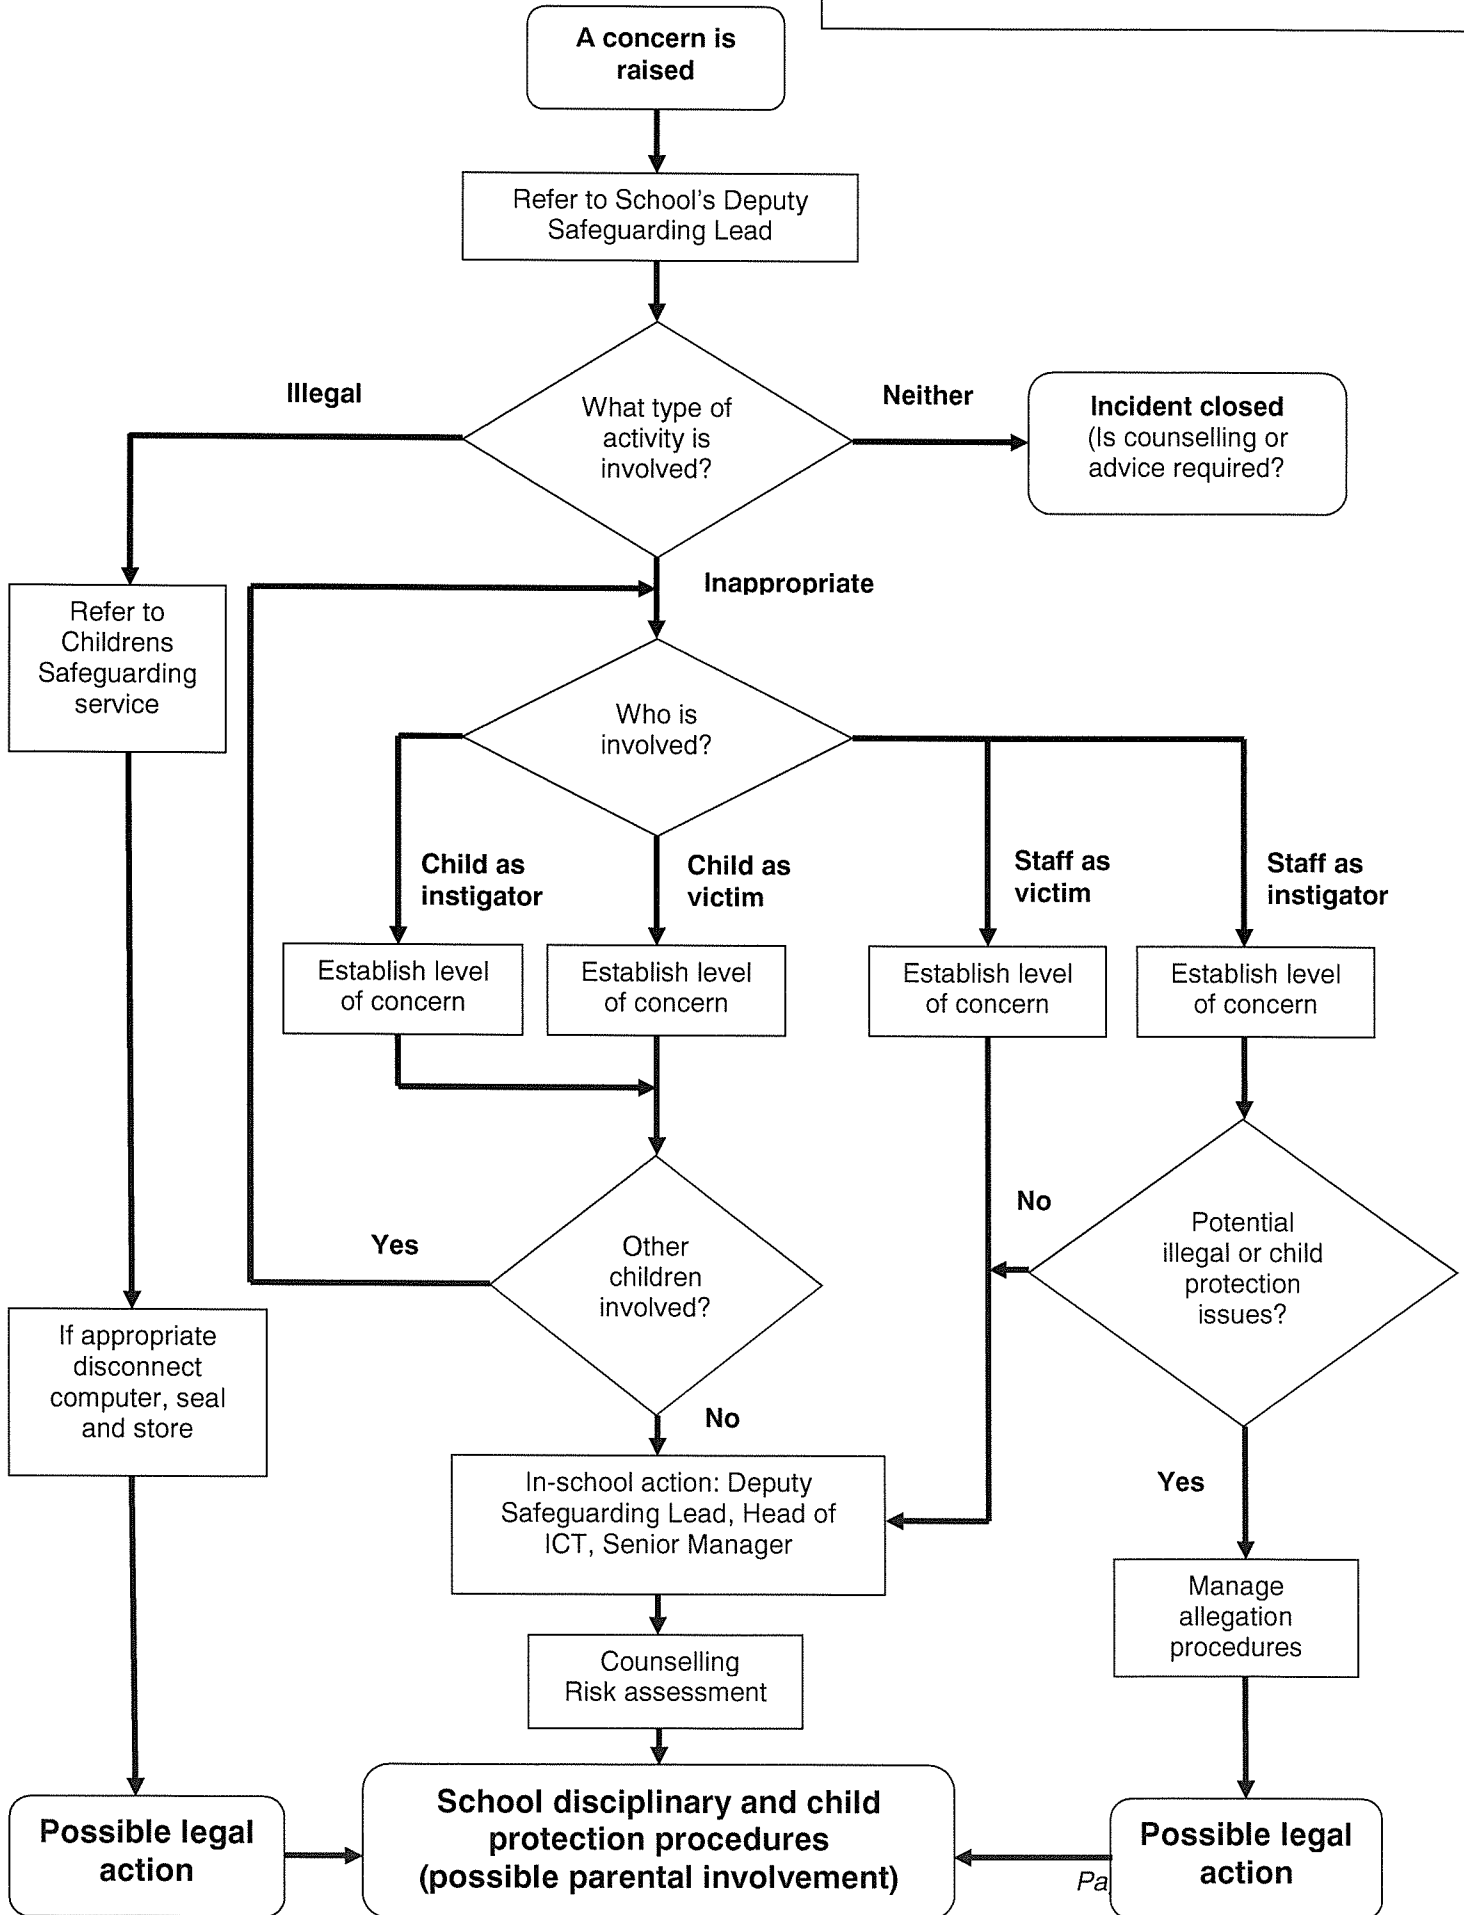 A concern is
raised
Refer to School's Deputy
Safeguarding Lead
Illegal
What type of
activity is
involved?
Neither
Incident closed
(Is counselling or
advice required?
Inappropriate
Refer to
Childrens
Safeguarding
service
Who is
involved?
Child as
instigator
Child as
victim
Staff as
victim
Staff as
instigator
Establish level
of concern
Establish level
of concern
Establish level
of concern
Establish level
of concern
Yes
Other
children
involved?
No
Potential
illegal or child
protection
issues?
If appropriate
disconnect
computer, seal
and store
No
In-school action: Deputy
Safeguarding Lead, Head of
ICT, Senior Manager
Yes
Manage
allegation
procedures
Counselling
Risk assessment
Possible legal
action
School disciplinary and child
protection procedures
(possible parental involvement)
Pa
Possible legal
action